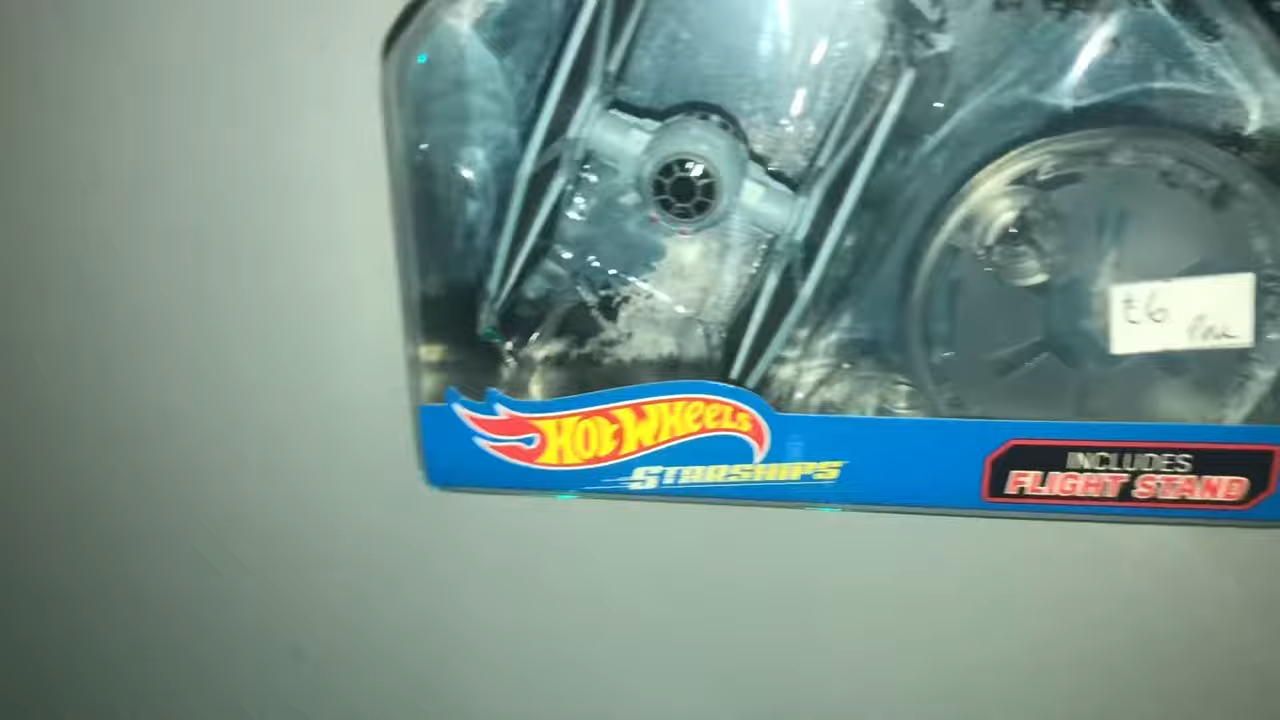 £6
HOT WHEELS
STARSHIPS
INCLUDES
FLIGHT STAND